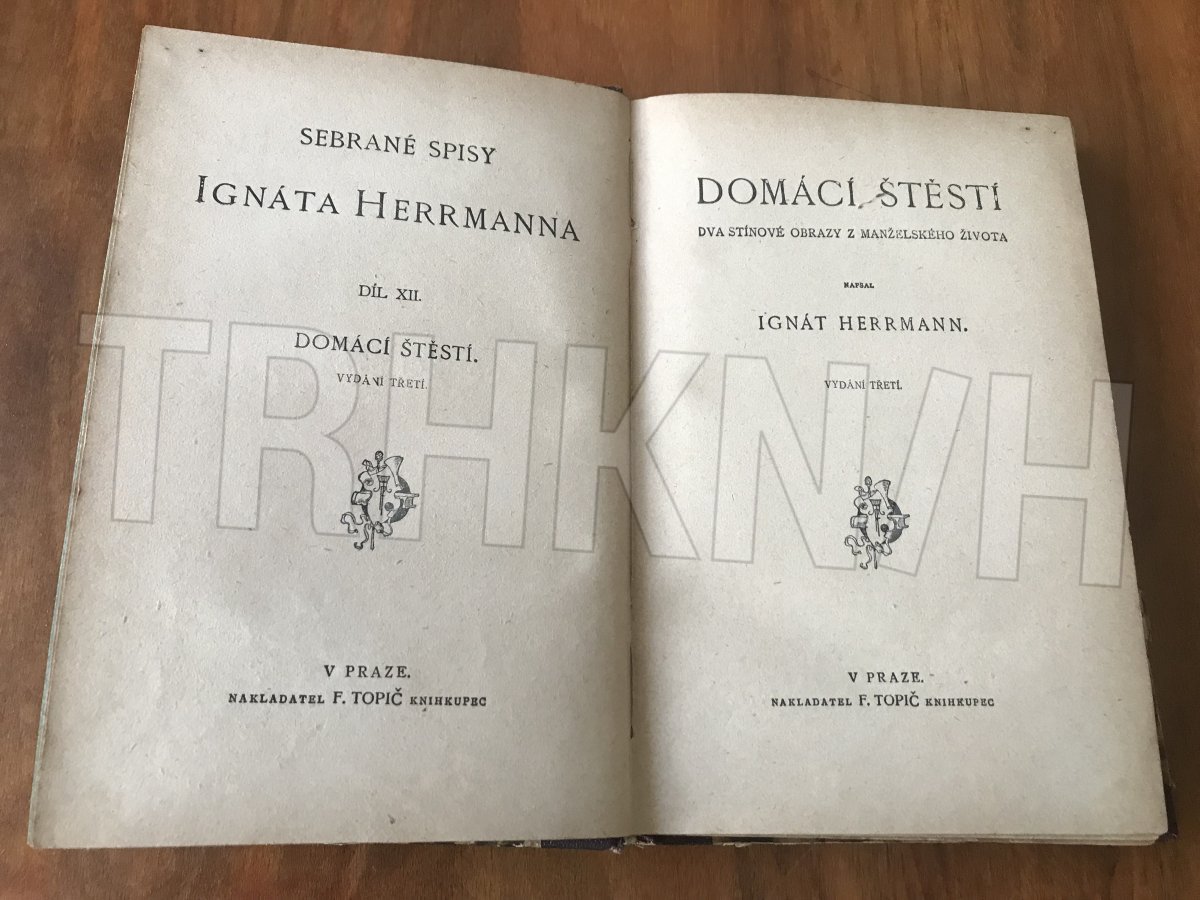 SEBRANÉ SPISY
IGNÁTA HERRMANNA
DÍL XII.
DOMÁCÍ ŠTĚSTÍ.
VYDÁNÍ TŘETÍ.
V PRAZE.
NAKLADATEL F. TOPIČ KNIHKUPEC
DOMÁCÍ ŠTĚSTÍ
DVA STÍNOVÉ OBRAZY Z MANŽELSKÉHO ŽIVOTA
NAPSAL
IGNÁT HERRMANN.
VYDÁNÍ TŘETÍ.
V PRAZE.
NAKLADATEL F. TOPIČ KNIHKUPEC
TRHKNIH